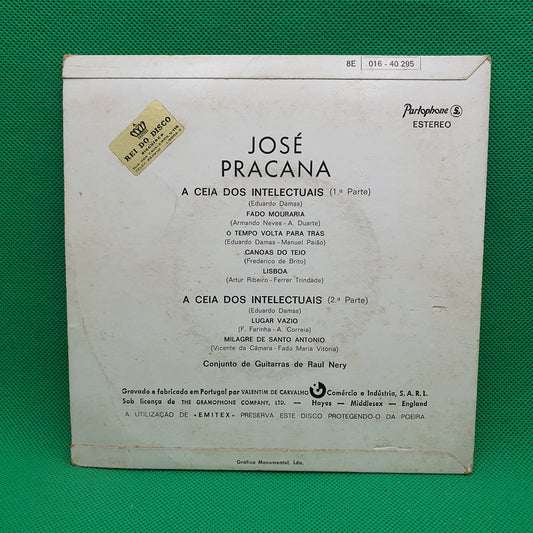 8E 016 - 40 295
Parlophone
ESTEREO
REI DO DISCO
JOSÉ
PRACANA
A CEIA DOS INTELECTUAIS (1.ª Parte)
(Eduardo Damas)
FADO MOURARIA
(Armando Neves - A. Duarte)
O TEMPO VOLTA PARA TRÁS
(Eduardo Damas - Manuel Paião)
CANOAS DO TEJO
(Frederico de Brito)
LISBOA
(Artur Ribeiro - Ferrer Trindade)
A CEIA DOS INTELECTUAIS (2.ª Parte)
(Eduardo Damas)
LUGAR VAZIO
(F. Farinha - A. Correia)
MILAGRE DE SANTO ANTONIO
(Vicente da Câmara - Fado Maria Vitória)
Conjunto de Guitarras de Raul Nery
Gravado e fabricado em Portugal por VALENTIM DE CARVALHO Comércio e Indústria, S. A. R. L.
Sob licença de THE GRAMOPHONE COMPANY, LTD. — Hayes — Middlesex — England
A UTILIZAÇÃO DE «EMITEX» PRESERVA ESTE DISCO PROTEGENDO-O DA POEIRA
Gráfica Monumental, Lda.